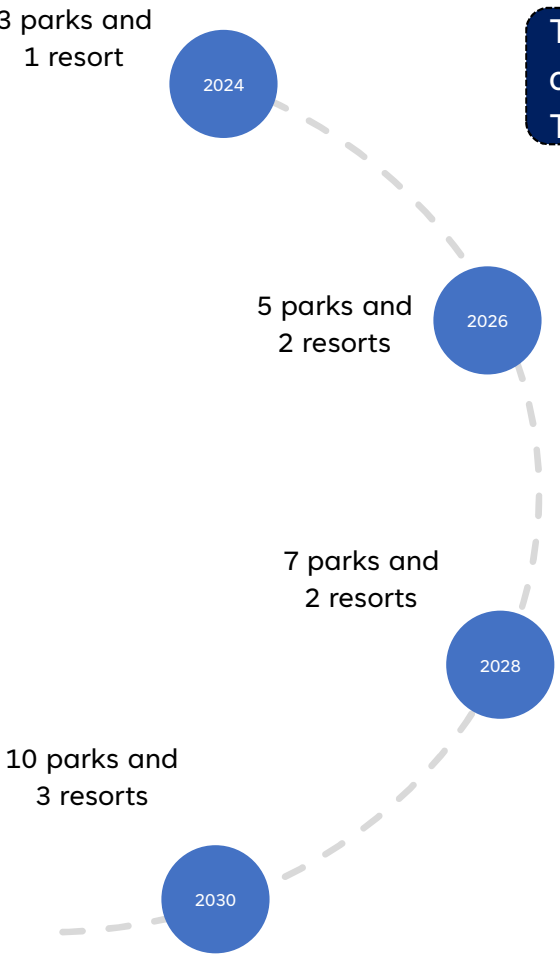 3 parks and
1 resort
2024
5 parks and
2 resorts
2026
7 parks and
2 resorts
2028
10 parks and
3 resorts
2030